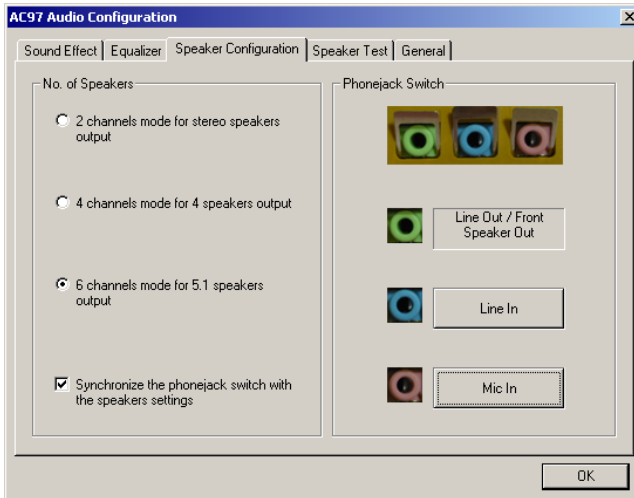 AC97 Audio Configuration
Sound Effect Equalizer Speaker Configuration Speaker Test General
No. of Speakers
2 channels mode for stereo speakers
output
4 channels mode for 4 speakers output
6 channels mode for 5.1 speakers
output
Synchronize the phonejack switch with
the speakers settings
Phonejack Switch
Line Out / Front
Speaker Out
Line In
Mic In
OK